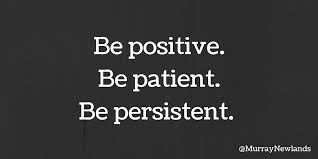 Be positive.
Be patient.
Be persistent.
@MurrayNewlands